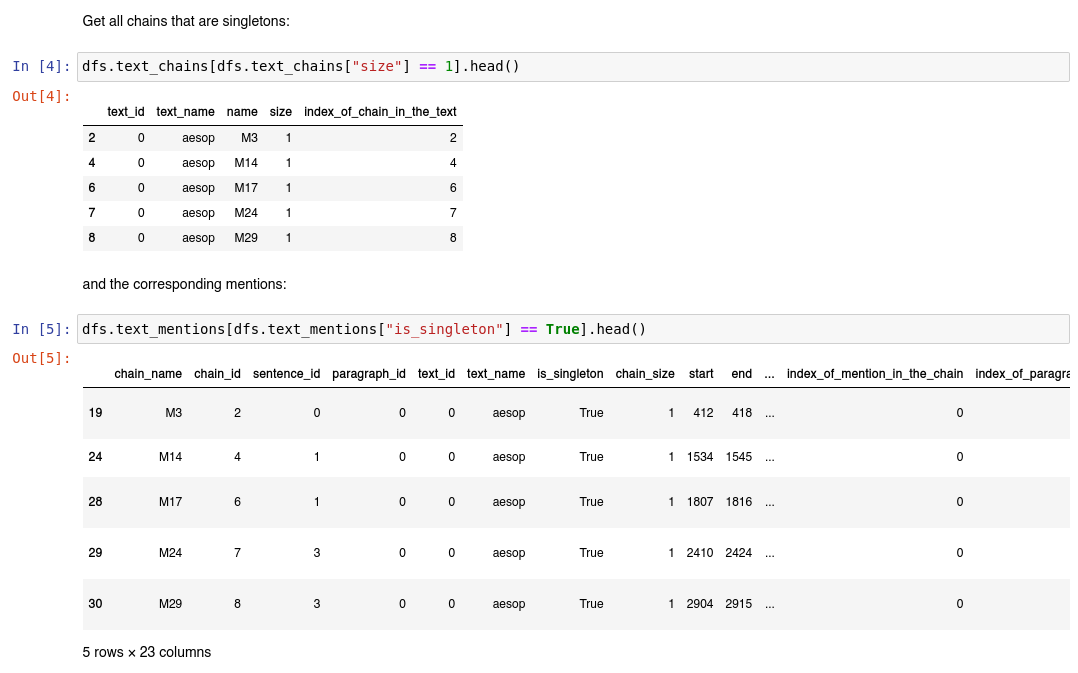 Get all chains that are singletons:
In [4]: dfs.text_chains[dfs.text_chains["size"] == 1].head()
Out[4]:
text_id text_name name size index_of_chain_in_the_text
2 0 aesop M3 1 2
4 0 aesop M14 1 4
6 0 aesop M17 1 6
7 0 aesop M24 1 7
8 0 aesop M29 1 8
and the corresponding mentions:
In [5]: dfs.text_mentions[dfs.text_mentions["is_singleton"] == True].head()
Out[5]:
chain_name chain_id sentence_id paragraph_id text_id text_name is_singleton chain_size start end ... index_of_mention_in_the_chain index_of_paragra
19 M3 2 0 0 0 aesop True 1 412 418 ... 0
24 M14 4 1 0 0 aesop True 1 1534 1545 ... 0
28 M17 6 1 0 0 aesop True 1 1807 1816 ... 0
29 M24 7 3 0 0 aesop True 1 2410 2424 ... 0
30 M29 8 3 0 0 aesop True 1 2904 2915 ... 0
5 rows × 23 columns